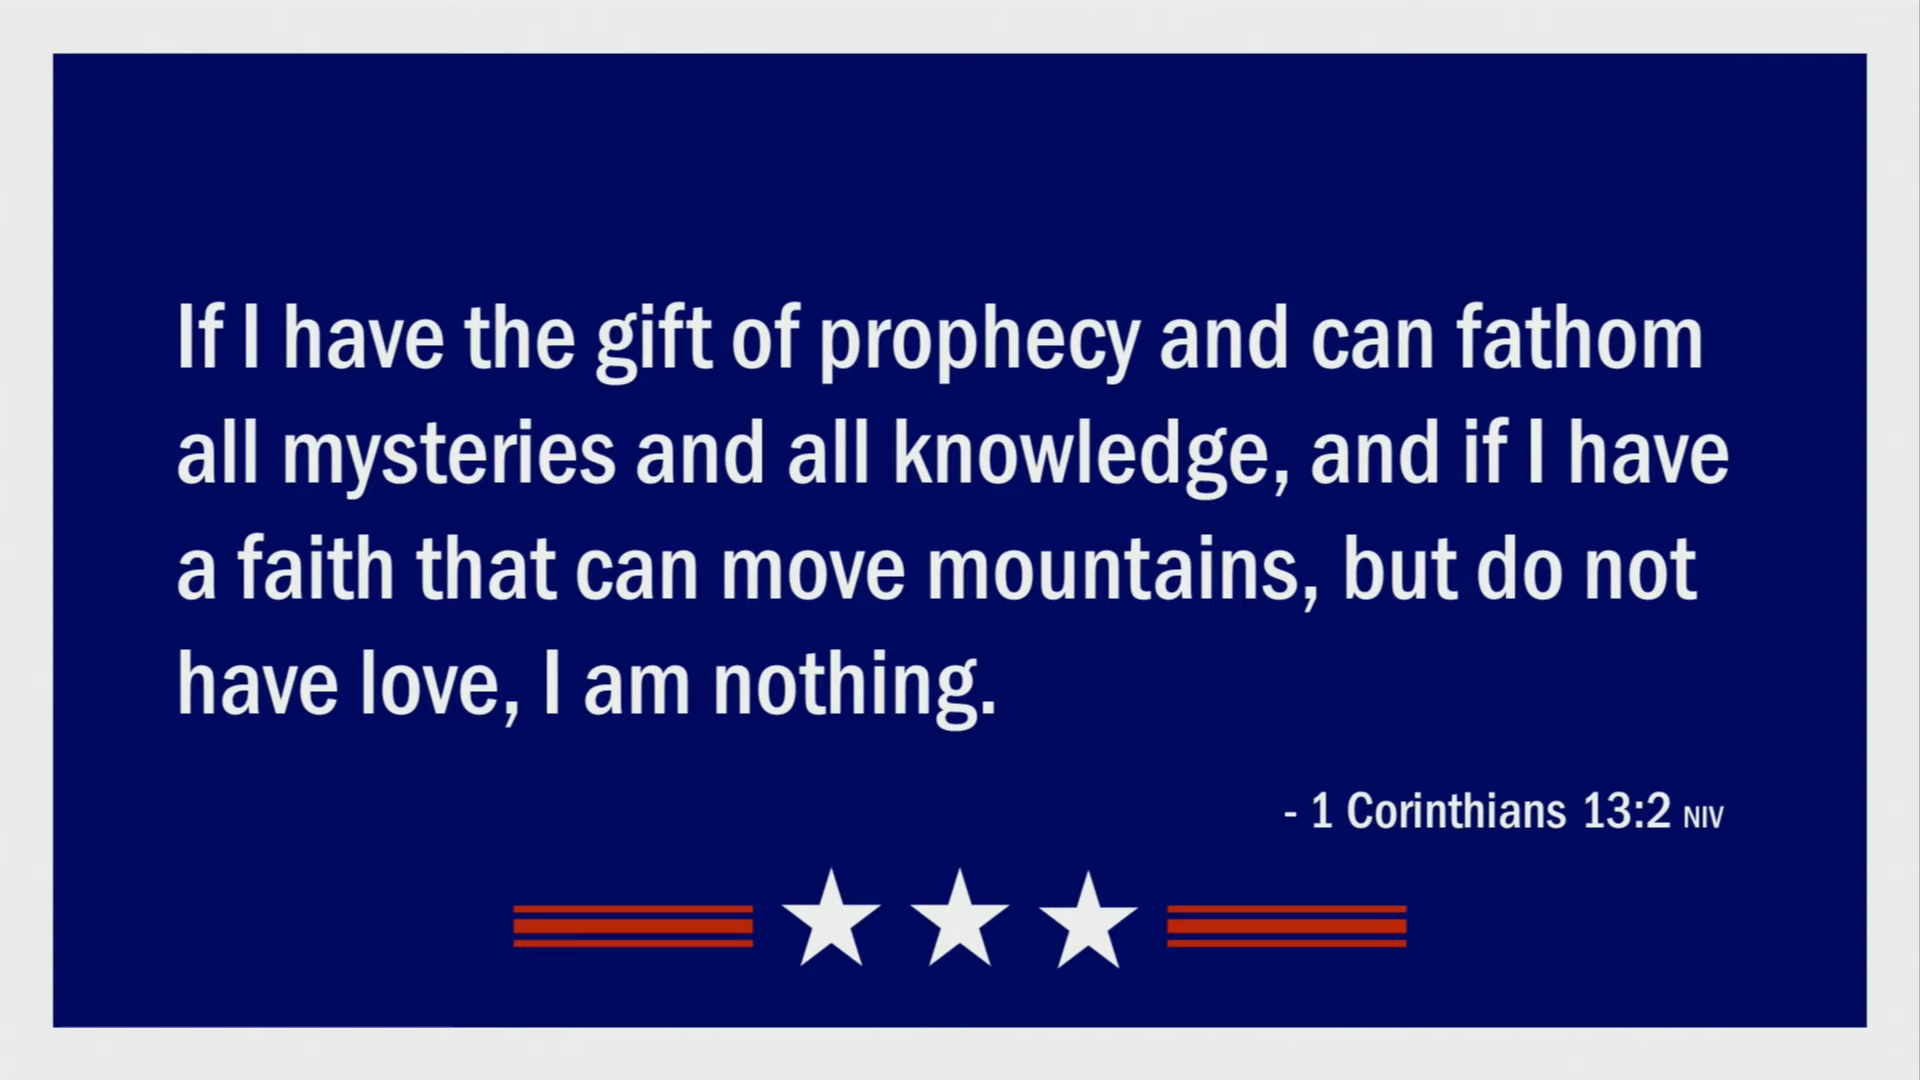 If I have the gift of prophecy and can fathom
all mysteries and all knowledge, and if I have
a faith that can move mountains, but do not
have love, I am nothing.
- 1 Corinthians 13:2 NIV